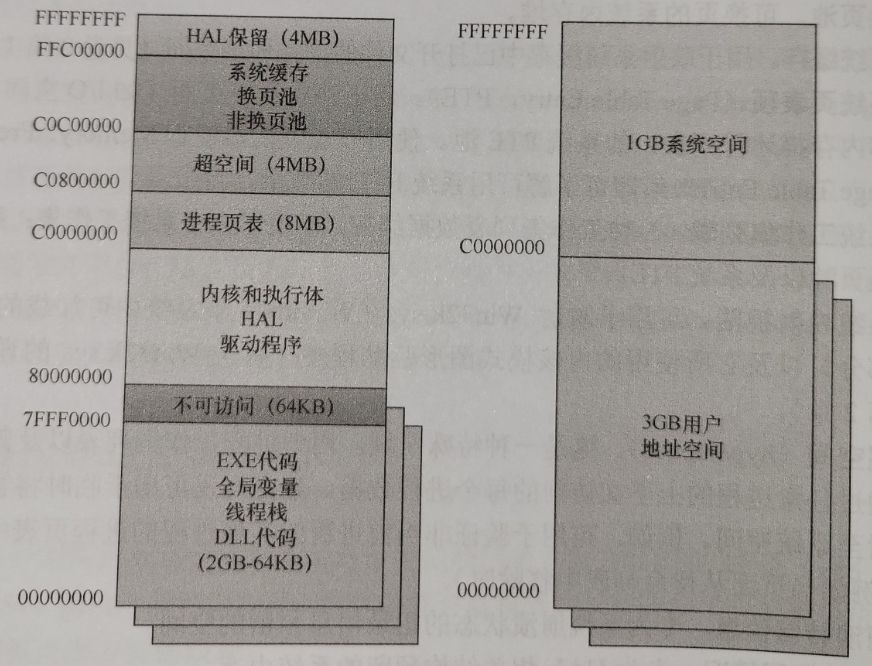 FFFFFFFF
HAL保留（4MB）
FFC00000
系统缓存
换页池
非换页池
C0C00000
超空间（4MB）
C0800000
进程页表（8MB）
C0000000
内核和执行体
HAL
驱动程序
80000000
不可访问（64KB）
7FFF0000
EXE代码
全局变量
线程栈
DLL代码
(2GB-64KB)
00000000
FFFFFFFF
1GB系统空间
C0000000
3GB用户
地址空间
00000000